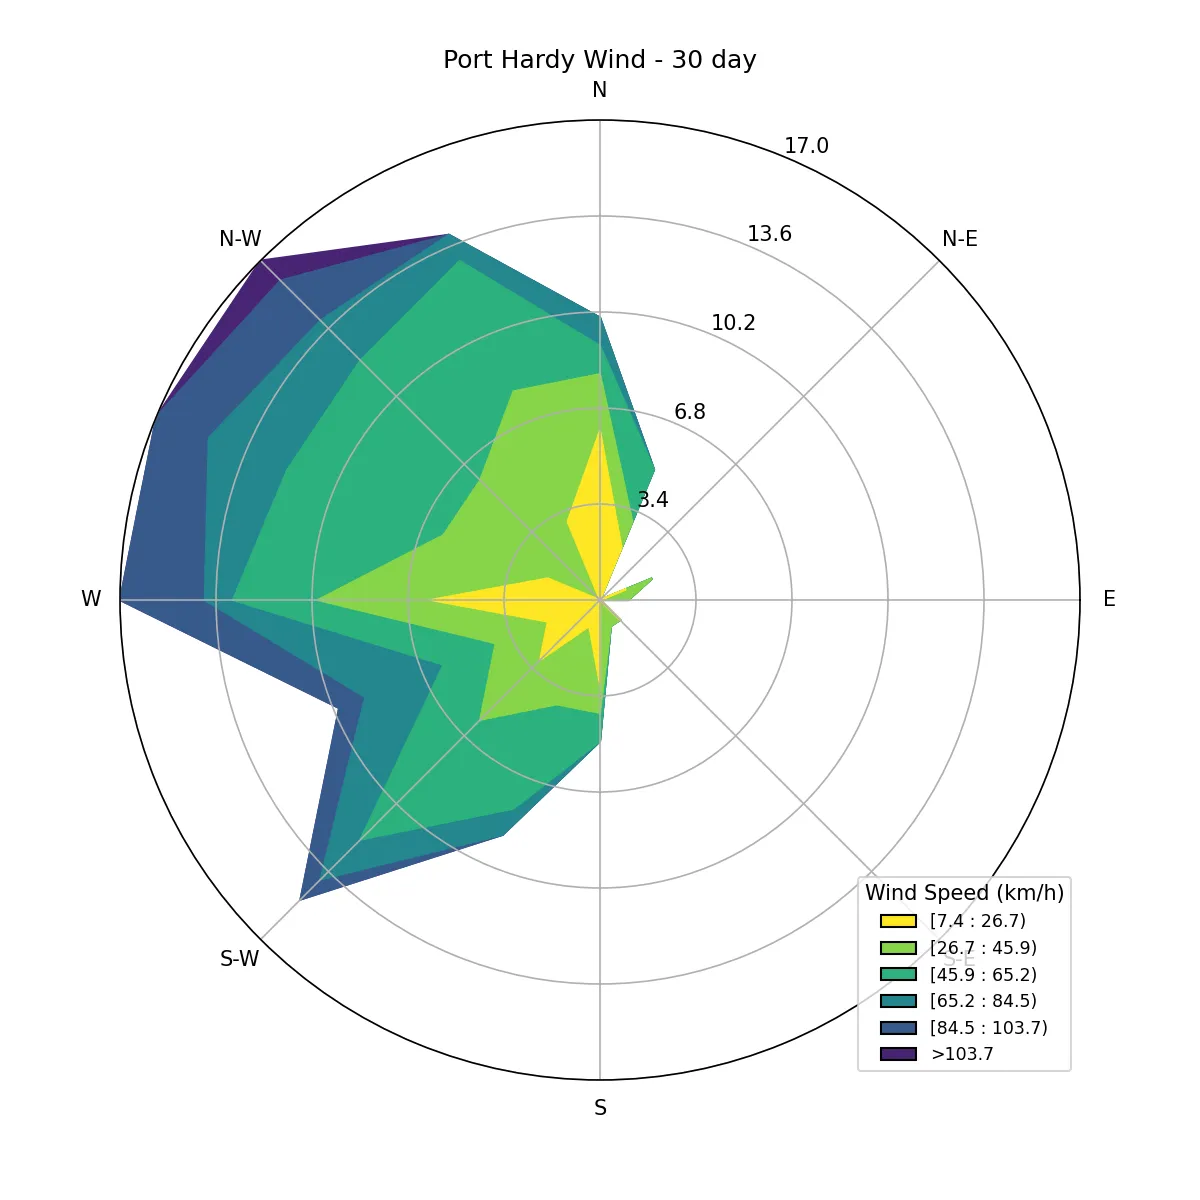 Port Hardy Wind - 30 day
N
17.0
N-W
13.6
N-E
10.2
6.8
3.4
W
E
Wind Speed (km/h)
[7.4 : 26.7)
[26.7 : 45.9)
S-W
S-E
[45.9 : 65.2)
[65.2 : 84.5)
[84.5 : 103.7)
>103.7
S